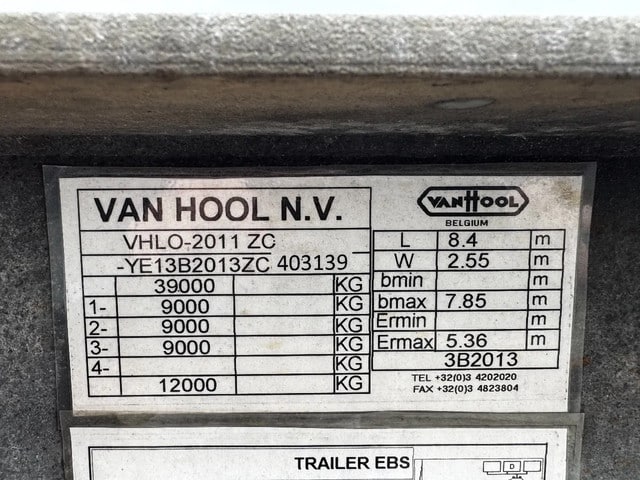 VAN HOOL N.V.
VHLO-2011 ZC
-YE13B2013ZC 403139
39000 KG
1- 9000 KG
2- 9000 KG
3- 9000 KG
4- KG
12000 KG
VANHOOL
BELGIUM
L 8.4 m
W 2.55 m
bmin m
bmax 7.85 m
Ermin m
Ermax 5.36 m
3B2013
TEL +32(0)3 4202020
FAX +32(0)3 4823804
TRAILER EBS
D